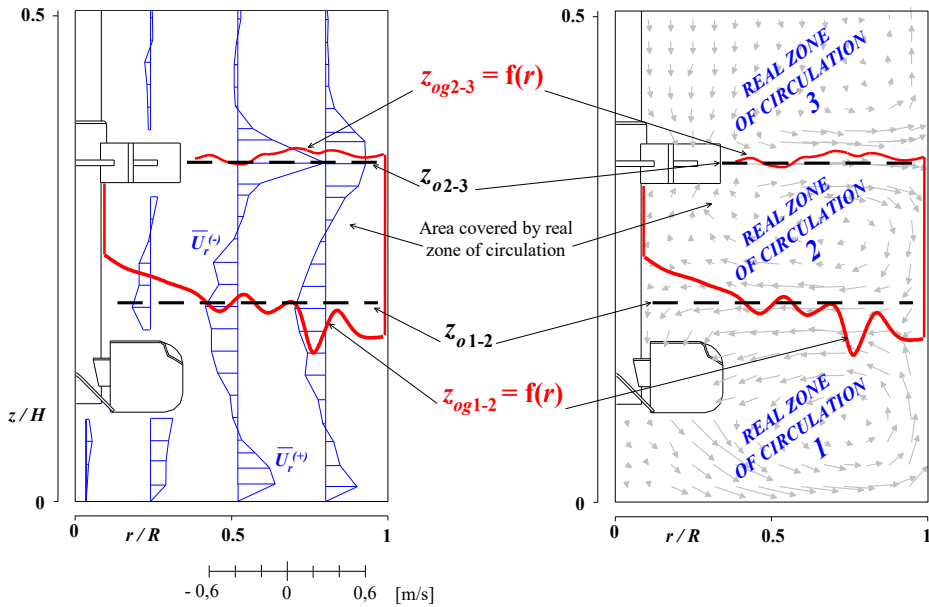 0.5
z_og2-3 = f(r)
z_o2-3
U_r^(-)
Area covered by real
zone of circulation
z_o1-2
z_og1-2 = f(r)
z / H
U_r^(+)
0
0
r / R
0.5
1
- 0,6
0
0,6
[m/s]
0.5
REAL ZONE
OF CIRCULATION
3
REAL ZONE
OF CIRCULATION
2
REAL ZONE
OF CIRCULATION
1
0
0
r / R
0.5
1